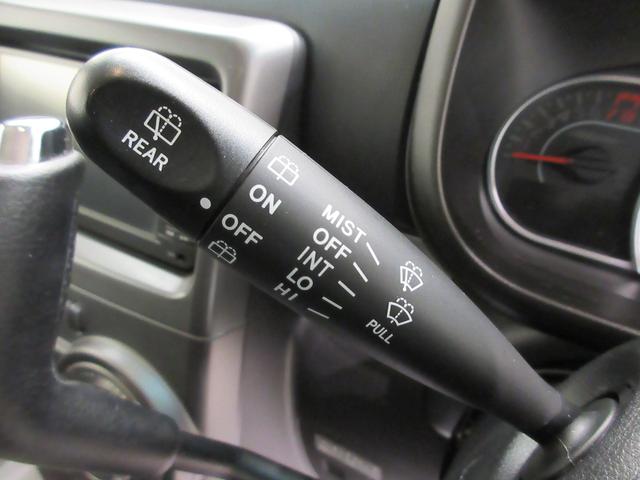 REAR
ON
OFF
MIST
OFF
INT
LO
HI
PULL